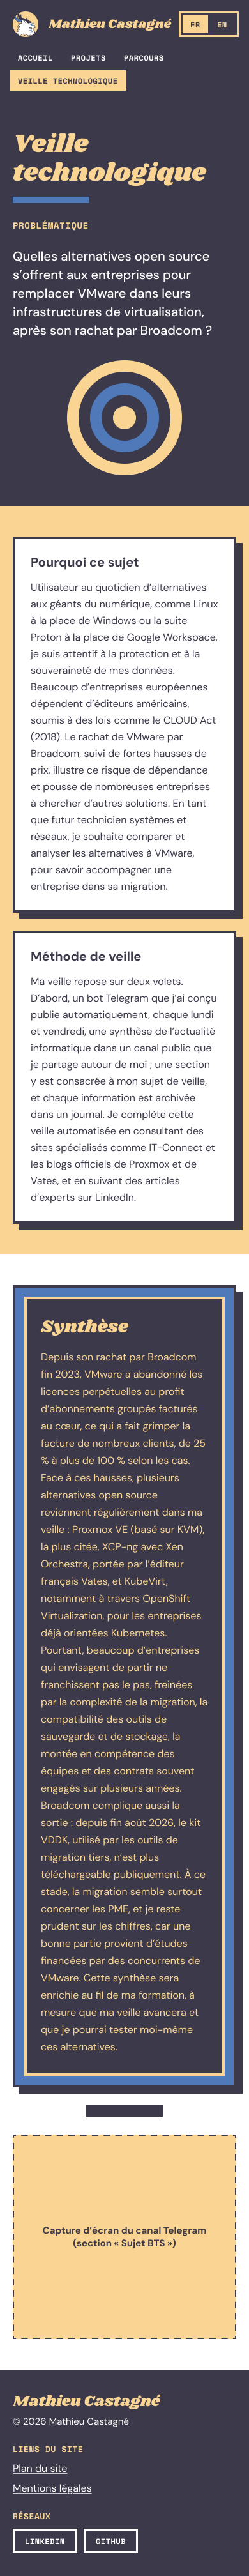 Mathieu Castagné
FR EN
ACCUEIL PROJETS PARCOURS
VEILLE TECHNOLOGIQUE
Veille
technologique
PROBLÉMATIQUE
Quelles alternatives open source
s’offrent aux entreprises pour
remplacer VMware dans leurs
infrastructures de virtualisation,
après son rachat par Broadcom ?
Pourquoi ce sujet
Utilisateur au quotidien d’alternatives
aux géants du numérique, comme Linux
à la place de Windows ou la suite
Proton à la place de Google Workspace,
je suis attentif à la protection et à la
souveraineté de mes données.
Beaucoup d’entreprises européennes
dépendent d’éditeurs américains,
soumis à des lois comme le CLOUD Act
(2018). Le rachat de VMware par
Broadcom, suivi de fortes hausses de
prix, illustre ce risque de dépendance
et pousse de nombreuses entreprises
à chercher d’autres solutions. En tant
que futur technicien systèmes et
réseaux, je souhaite comparer et
analyser les alternatives à VMware,
pour savoir accompagner une
entreprise dans sa migration.
Méthode de veille
Ma veille repose sur deux volets.
D’abord, un bot Telegram que j’ai conçu
publie automatiquement, chaque lundi
et vendredi, une synthèse de l’actualité
informatique dans un canal public que
je partage autour de moi ; une section
y est consacrée à mon sujet de veille,
et chaque information est archivée
dans un journal. Je complète cette
veille automatisée en consultant des
sites spécialisés comme IT-Connect et
les blogs officiels de Proxmox et de
Vates, et en suivant des articles
d’experts sur LinkedIn.
Synthèse
Depuis son rachat par Broadcom
fin 2023, VMware a abandonné les
licences perpétuelles au profit
d’abonnements groupés facturés
au cœur, ce qui a fait grimper la
facture de nombreux clients, de 25
% à plus de 100 % selon les cas.
Face à ces hausses, plusieurs
alternatives open source
reviennent régulièrement dans ma
veille : Proxmox VE (basé sur KVM),
la plus citée, XCP-ng avec Xen
Orchestra, portée par l’éditeur
français Vates, et KubeVirt,
notamment à travers OpenShift
Virtualization, pour les entreprises
déjà orientées Kubernetes.
Pourtant, beaucoup d’entreprises
qui envisagent de partir ne
franchissent pas le pas, freinées
par la complexité de la migration, la
compatibilité des outils de
sauvegarde et de stockage, la
montée en compétence des
équipes et des contrats souvent
engagés sur plusieurs années.
Broadcom complique aussi la
sortie : depuis fin août 2026, le kit
VDDK, utilisé par les outils de
migration tiers, n’est plus
téléchargeable publiquement. À ce
stade, la migration semble surtout
concerner les PME, et je reste
prudent sur les chiffres, car une
bonne partie provient d’études
financées par des concurrents de
VMware. Cette synthèse sera
enrichie au fil de ma formation, à
mesure que ma veille avancera et
que je pourrai tester moi-même
ces alternatives.
Capture d’écran du canal Telegram
(section « Sujet BTS »)
Mathieu Castagné
© 2026 Mathieu Castagné
LIENS DU SITE
Plan du site
Mentions légales
RÉSEAUX
LINKEDIN GITHUB